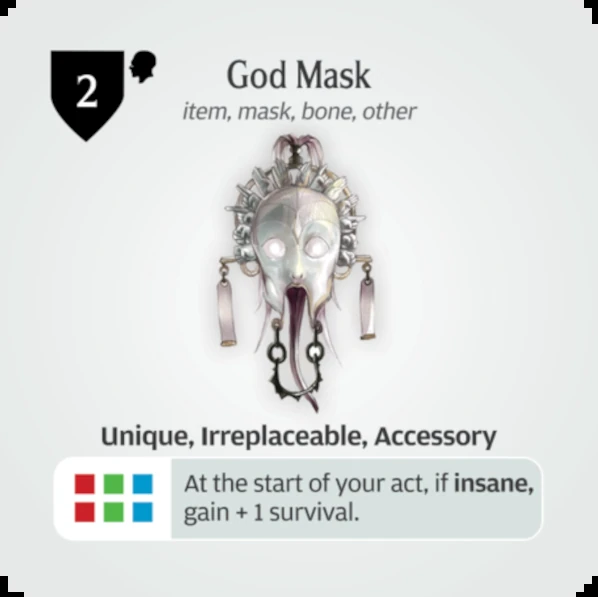 2
God Mask
item, mask, bone, other
Unique, Irreplaceable, Accessory
At the start of your act, if insane,
gain + 1 survival.